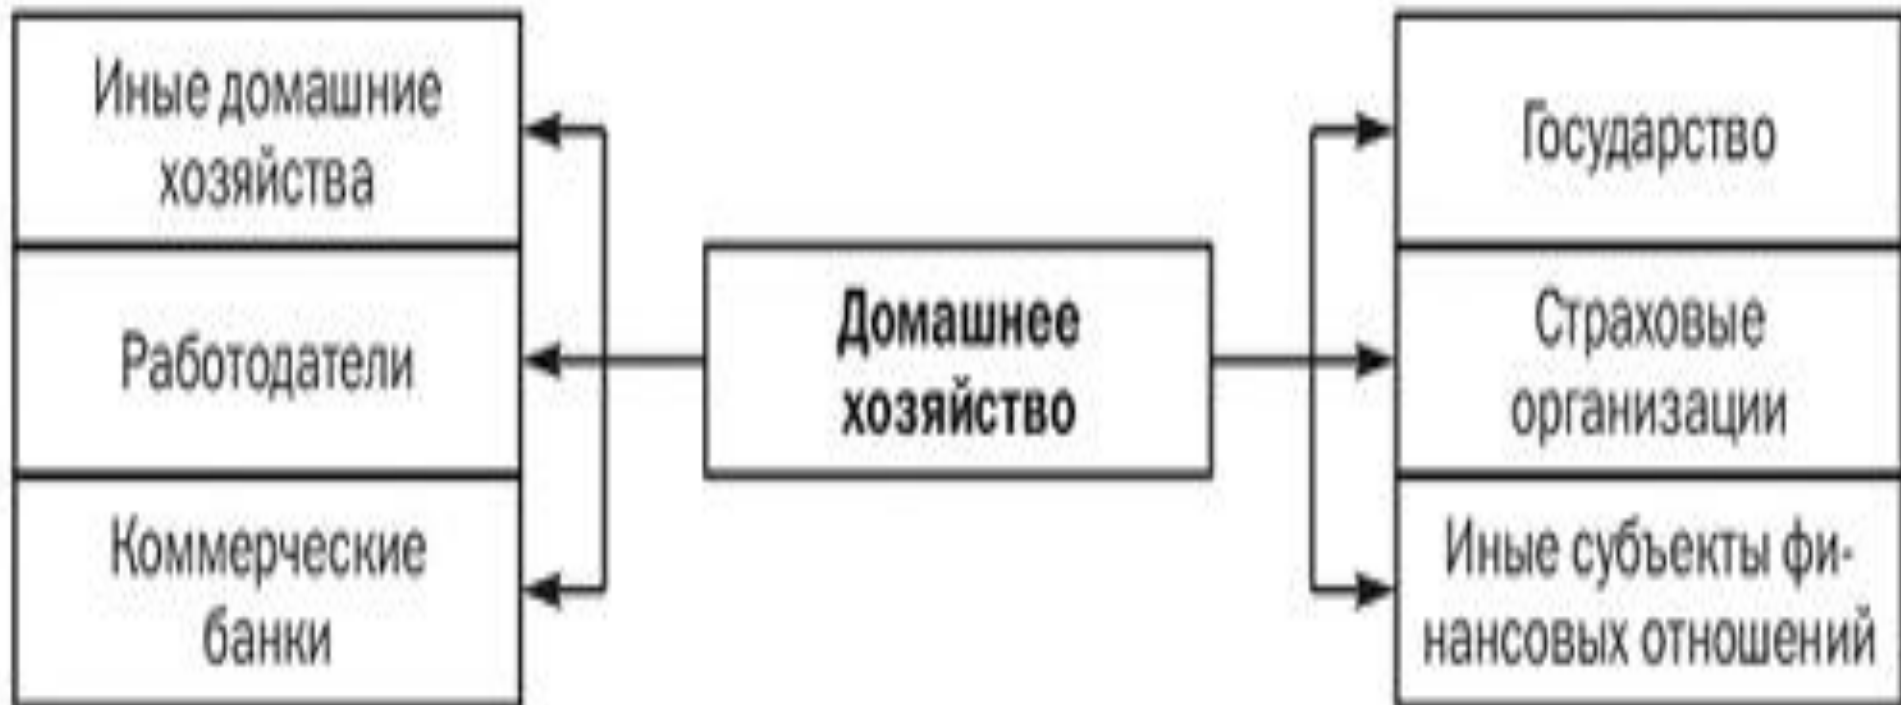 Иные домашние
хозяйства
Работодатели
Коммерческие
банки
Домашнее
хозяйство
Государство
Страховые
организации
Иные субъекты фи-
нансовых отношений